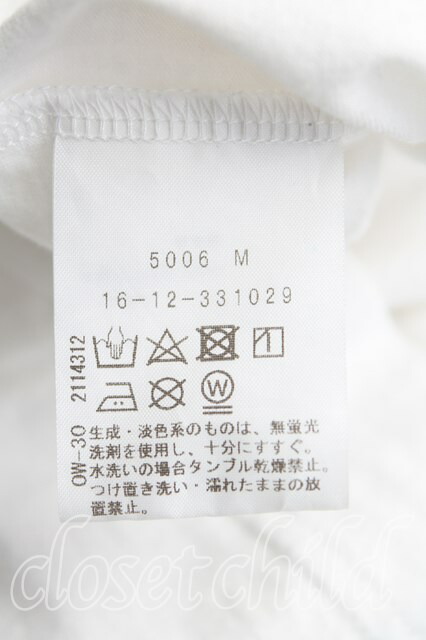 5006 M
16-12-331029
W
OW-30 2114312
生成・淡色系のものは、無蛍光
洗剤を使用し、十分にすすぐ。
水洗いの場合タンブル乾燥禁止。
つけ置き洗い・濡れたままの放
置禁止。
closet child